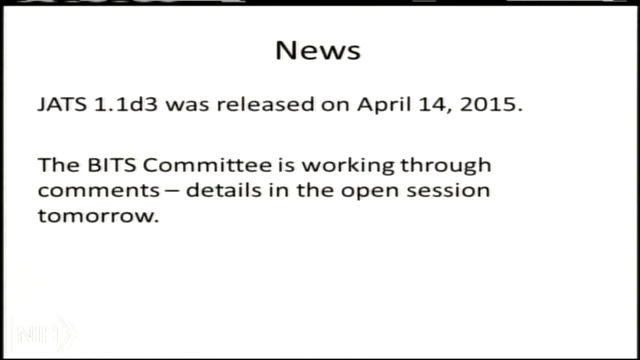 News
JATS 1.1d3 was released on April 14, 2015.
The BITS Committee is working through
comments – details in the open session
tomorrow.
NIH